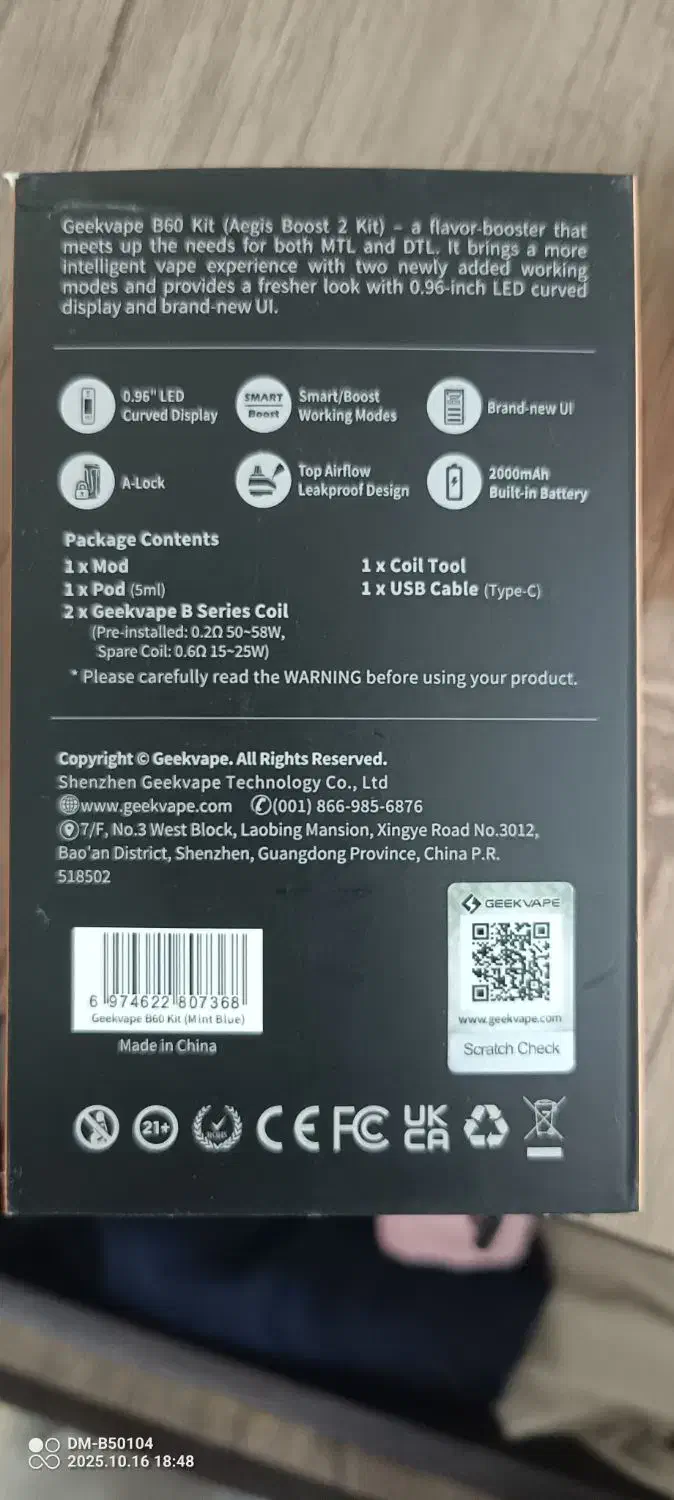 Geekvape B60 Kit (Aegis Boost 2 Kit) – a flavor-booster that
meets up the needs for both MTL and DTL. It brings a more
intelligent vape experience with two newly added working
modes and provides a fresher look with 0.96-inch LED curved
display and brand-new UI.
0.96" LED
Curved Display
SMART
Boost
Smart/Boost
Working Modes
Brand-new UI
A-Lock
Top Airflow
Leakproof Design
2000mAh
Built-in Battery
Package Contents
1 x Mod
1 x Pod (5ml)
2 x Geekvape B Series Coil
(Pre-installed: 0.2Ω 50~58W,
Spare Coil: 0.6Ω 15~25W)
1 x Coil Tool
1 x USB Cable (Type-C)
* Please carefully read the WARNING before using your product.
Copyright © Geekvape. All Rights Reserved.
Shenzhen Geekvape Technology Co., Ltd
www.geekvape.com (001) 866-985-6876
7/F, No.3 West Block, Laobing Mansion, Xingye Road No.3012,
Bao'an District, Shenzhen, Guangdong Province, China P.R.
518502
GEEKVAPE
www.geekvape.com
Scratch Check
6 974622 807368
Geekvape B60 Kit (Mint Blue)
Made in China
21+
ROHS
CE FC UK
CA
DM-B50104
2025.10.16 18:48